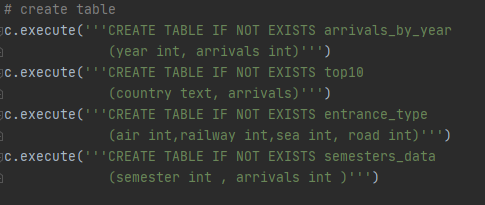 # create table
c.execute('''CREATE TABLE IF NOT EXISTS arrivals_by_year
(year int, arrivals int)''')
c.execute('''CREATE TABLE IF NOT EXISTS top10
(country text, arrivals)''')
c.execute('''CREATE TABLE IF NOT EXISTS entrance_type
(air int,railway int,sea int, road int)''')
c.execute('''CREATE TABLE IF NOT EXISTS semesters_data
(semester int , arrivals int )''')